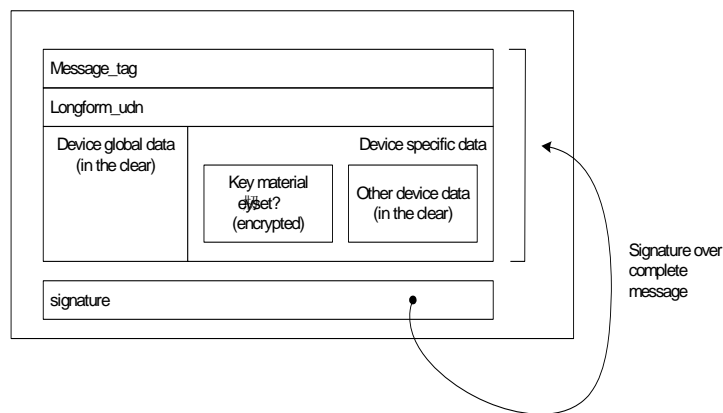 Message_tag
Longform_udn
Device global data
(in the clear)
Device specific data
Key material
(encrypted)
Other device data
(in the clear)
Signature over
complete
message
signature